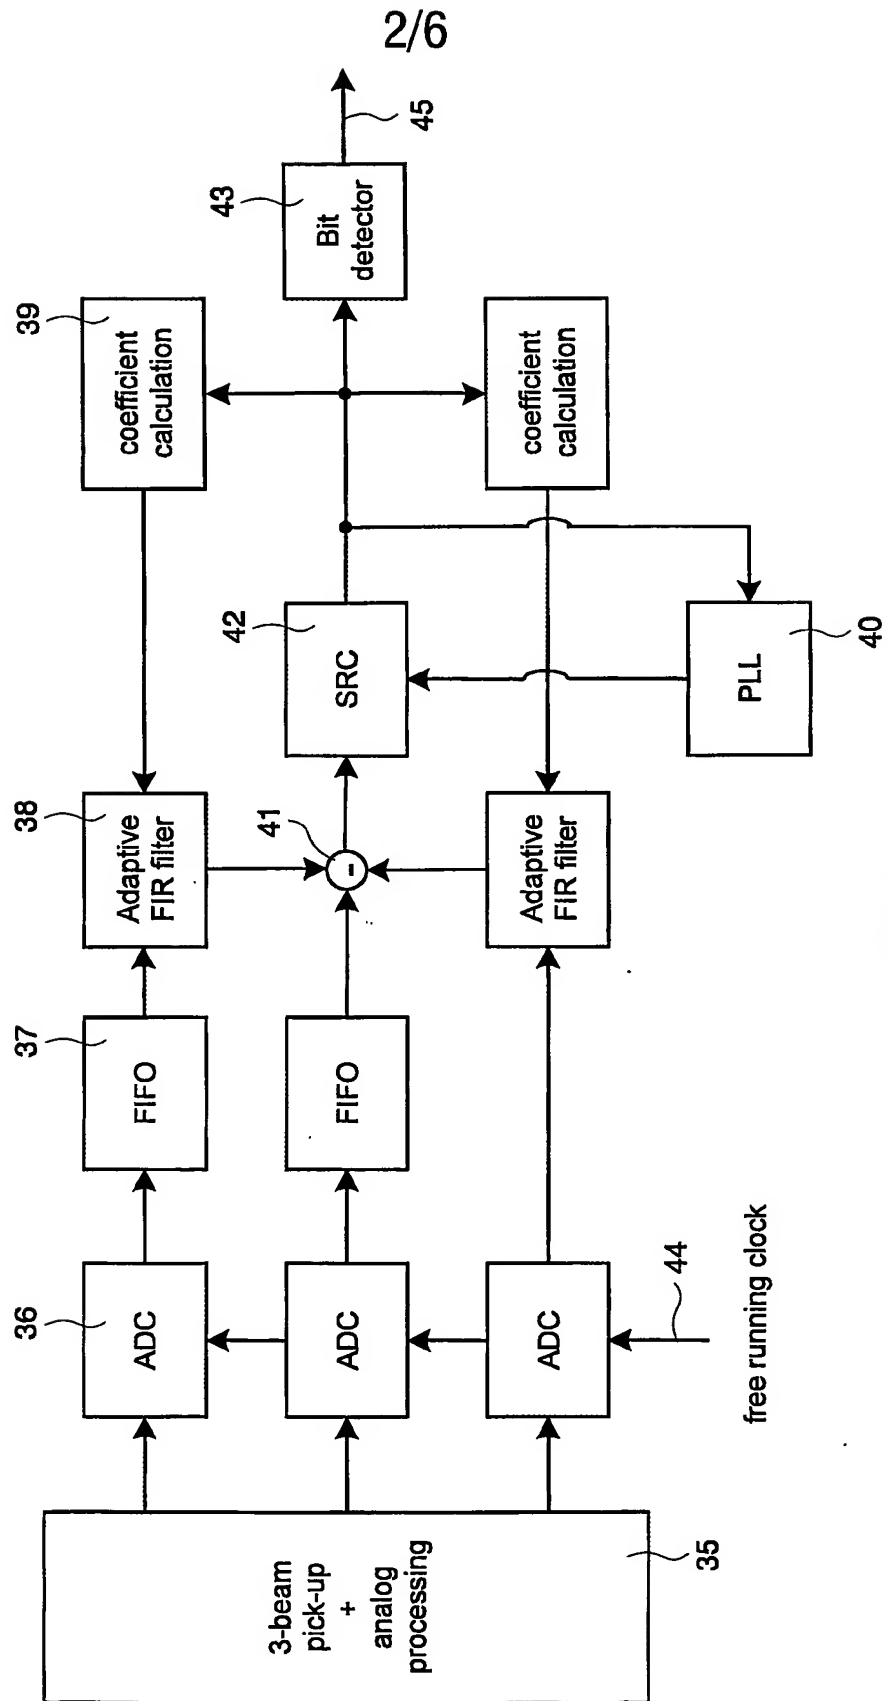 2/6
3-beam
pick-up
+
analog
processing
35
36
ADC
ADC
ADC
44
free running clock
37
FIFO
FIFO
38
Adaptive
FIR filter
41
-
Adaptive
FIR filter
42
SRC
PLL
40
39
coefficient
calculation
coefficient
calculation
43
Bit
detector
45